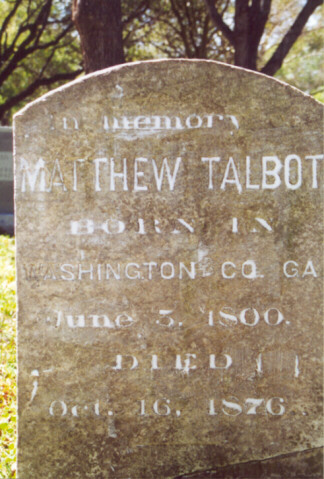 In memory
MATTHEW TALBOT
BORN IN
WASHINGTON CO. GA
June 3, 1800.
DIED
Oct. 16, 1876